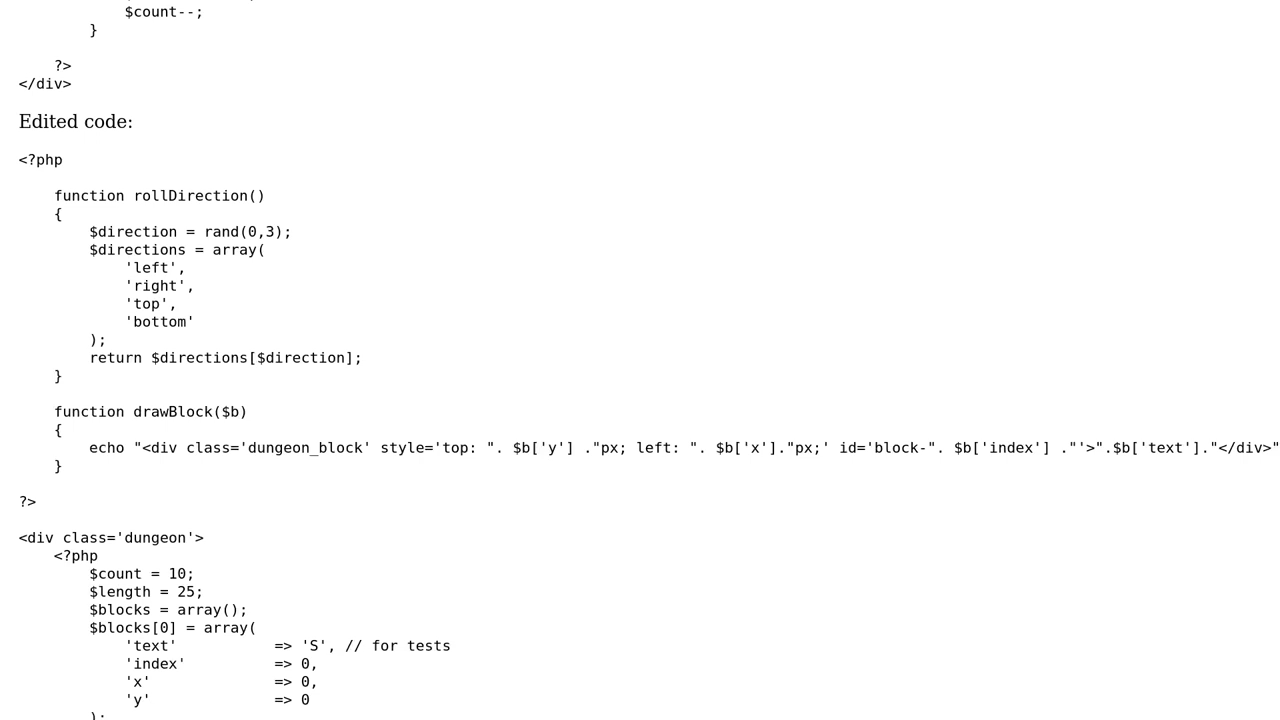 $count--;
        }

    ?>
</div>
Edited code:
<?php

    function rollDirection()
    {
        $direction = rand(0,3);
        $directions = array(
            'left',
            'right',
            'top',
            'bottom'
        );
        return $directions[$direction];
    }

    function drawBlock($b)
    {
        echo "<div class='dungeon_block' style='top: ". $b['y'] ."px; left: ". $b['x']."px;' id='block-". $b['index'] ."'>".$b['text']."</div>"
    }

?>

<div class='dungeon'>
    <?php
        $count = 10;
        $length = 25;
        $blocks = array();
        $blocks[0] = array(
            'text'           => 'S', // for tests
            'index'          => 0,
            'x'              => 0,
            'y'              => 0
        );